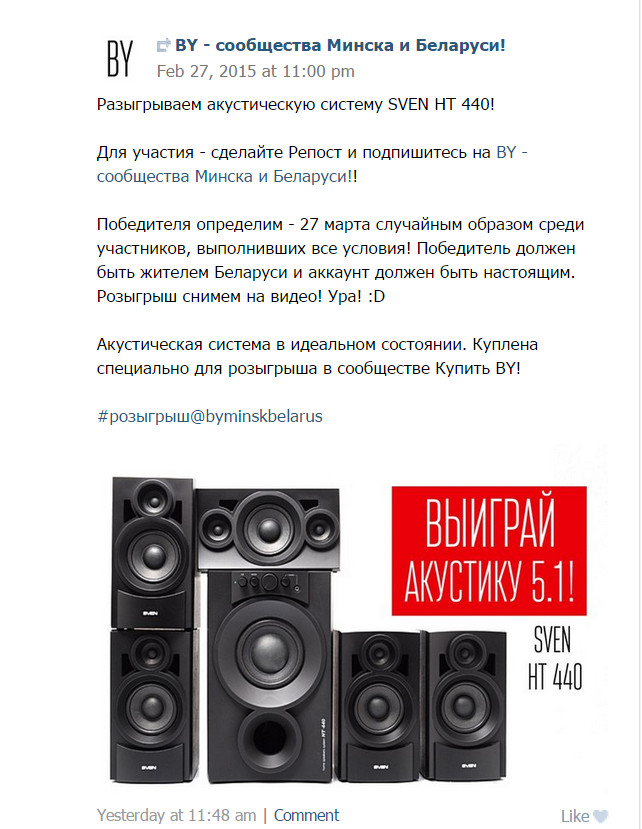 BY
BY - сообщества Минска и Беларуси!
Feb 27, 2015 at 11:00 pm
Разыгрываем акустическую систему SVEN HT 440!
Для участия - сделайте Репост и подпишитесь на BY -
сообщества Минска и Беларуси!!
Победителя определим - 27 марта случайным образом среди
участников, выполнивших все условия! Победитель должен
быть жителем Беларуси и аккаунт должен быть настоящим.
Розыгрыш снимем на видео! Ура! :D
Акустическая система в идеальном состоянии. Куплена
специально для розыгрыша в сообществе Купить BY!
#розыгрыш@byminskbelarus
ВЫИГРАЙ
АКУСТИКУ 5.1!
SVEN
HT 440
SVEN
SVEN
HT 440
SVEN
SVEN
Yesterday at 11:48 am | Comment
Like